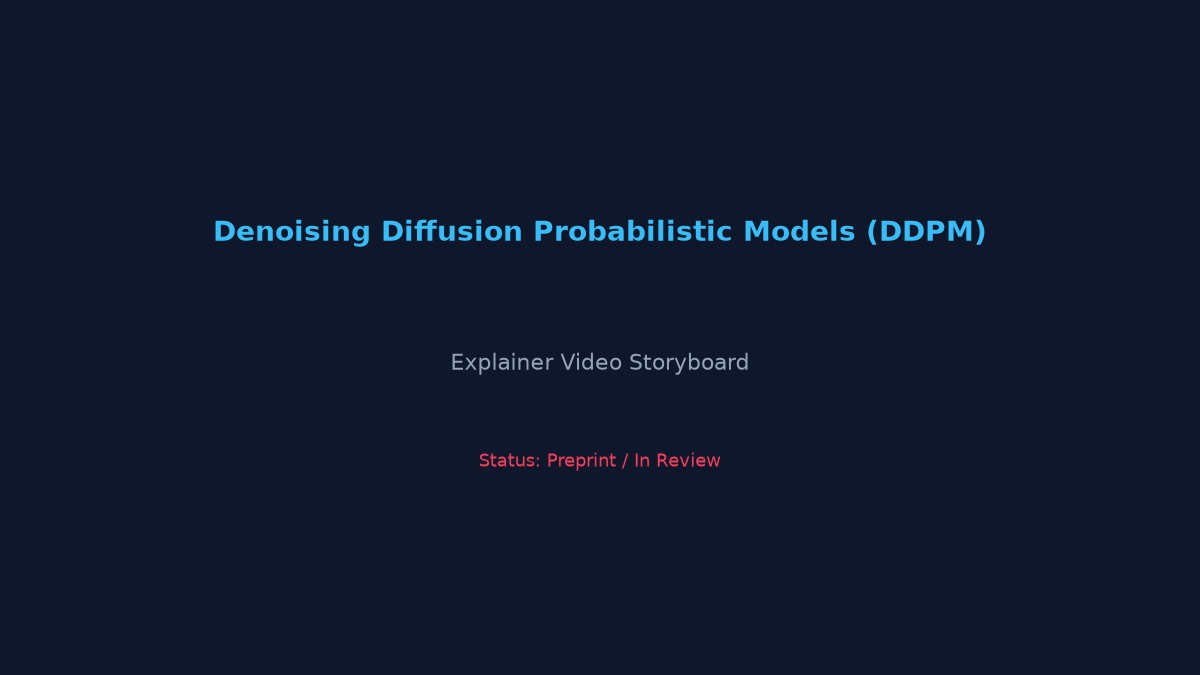 Denoising Diffusion Probabilistic Models (DDPM)
Explainer Video Storyboard
Status: Preprint / In Review